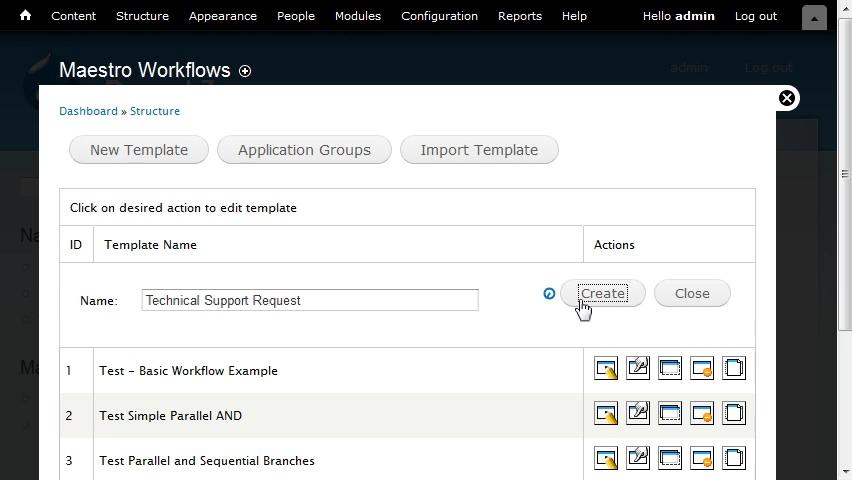 Content Structure Appearance People Modules Configuration Reports Help Hello admin Log out
Maestro Workflows
admin Log out
Dashboard » Structure
New Template Application Groups Import Template
Click on desired action to edit template
ID Template Name Actions
Name: Technical Support Request Create Close
1 Test - Basic Workflow Example
2 Test Simple Parallel AND
3 Test Parallel and Sequential Branches